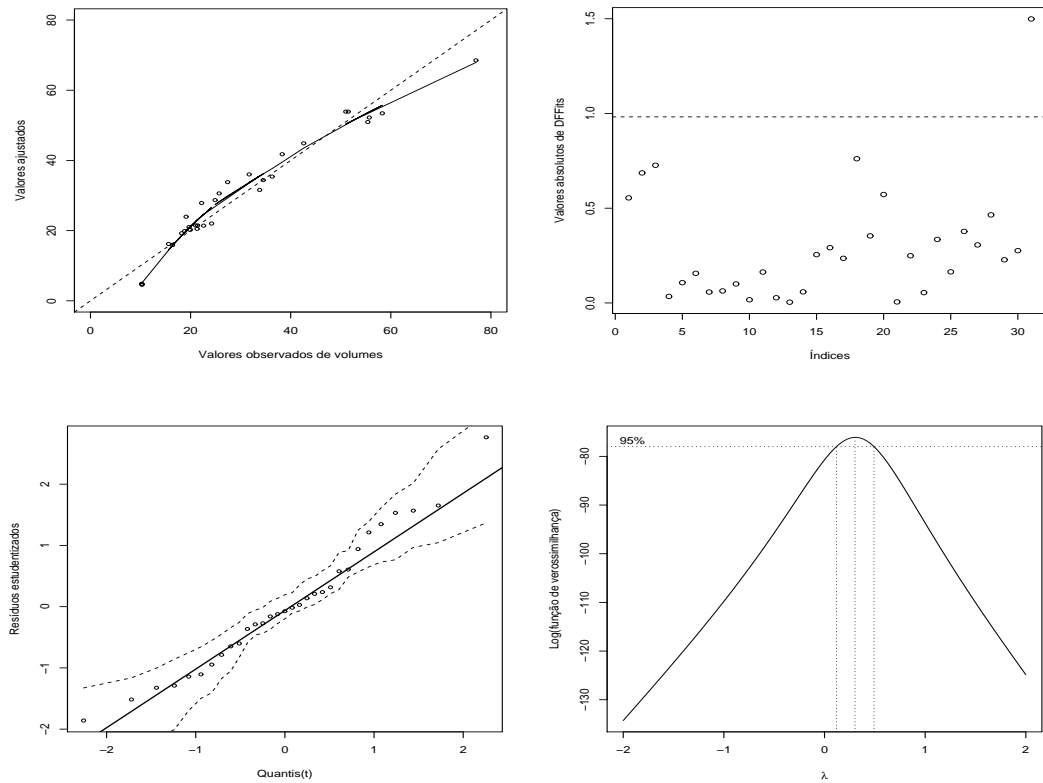 Valores ajustados
80
60
40
20
0
0 20 40 60 80
Valores observados de volumes
Valores absolutos de DFFits
1.5
1.0
0.5
0.0
0 5 10 15 20 25 30
Índices
Resíduos estudentizados
2
1
0
−1
−2
−2 −1 0 1 2
Quantis(t)
Log(função de verossimilhança)
95%
−80
−90
−100
−110
−120
−130
−2 −1 0 1 2
λ